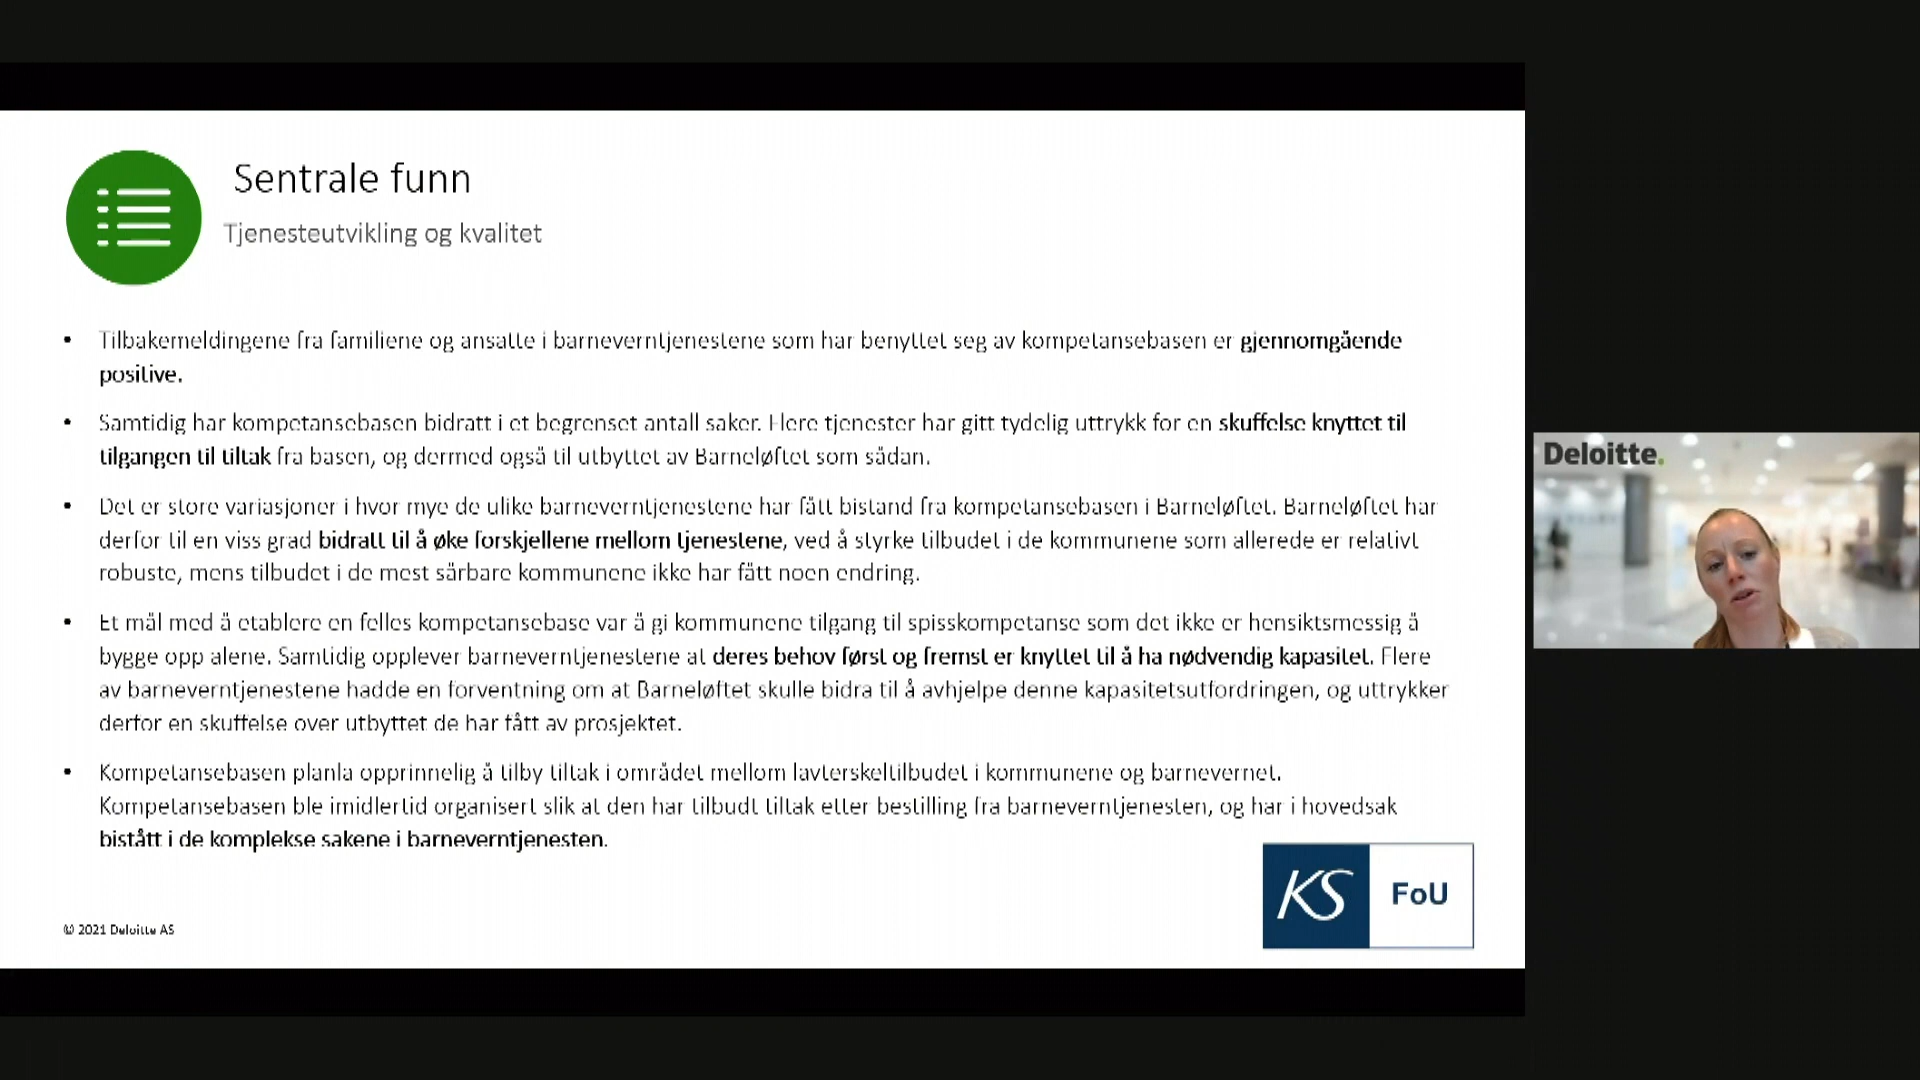 Sentrale funn
Tjenesteutvikling og kvalitet
• Tilbakemeldingene fra familiene og ansatte i barneverntjenestene som har benyttet seg av kompetansebasen er gjennomgående
positive.
• Samtidig har kompetansebasen bidratt i et begrenset antall saker. Flere tjenester har gitt tydelig uttrykk for en skuffelse knyttet til
tilgangen til tiltak fra basen, og dermed også til utbyttet av Barneløftet som sådan.
• Det er store variasjoner i hvor mye de ulike barneverntjenestene har fått bistand fra kompetansebasen i Barneløftet. Barneløftet har
derfor til en viss grad bidratt til å øke forskjellene mellom tjenestene, ved å styrke tilbudet i de kommunene som allerede er relativt
robuste, mens tilbudet i de mest sårbare kommunene ikke har fått noen endring.
• Et mål med å etablere en felles kompetansebase var å gi kommunene tilgang til spisskompetanse som det ikke er hensiktsmessig å
bygge opp alene. Samtidig opplever barneverntjenestene at deres behov først og fremst er knyttet til å ha nødvendig kapasitet. Flere
av barneverntjenestene hadde en forventning om at Barneløftet skulle bidra til å avhjelpe denne kapasitetsutfordringen, og uttrykker
derfor en skuffelse over utbyttet de har fått av prosjektet.
• Kompetansebasen planla opprinnelig å tilby tiltak i området mellom lavterskeltilbudet i kommunene og barnevernet.
Kompetansebasen ble imidlertid organisert slik at den har tilbudt tiltak etter bestilling fra barneverntjenesten, og har i hovedsak
bistått i de komplekse sakene i barneverntjenesten.
KS FoU
© 2021 Deloitte AS
Deloitte.